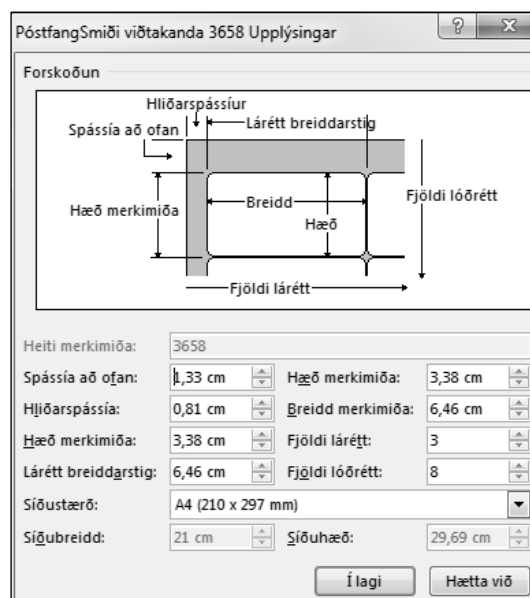 PóstfangSmiði viðtakanda 3658 Upplýsingar
Forskoðun
Hliðarspássíur
Lárétt breiddarstig
Spássía að ofan
Fjöldi lóðrétt
Hæð merkimiða
Breidd
Hæð
Fjöldi lárétt
Heiti merkimiða: 3658
Spássía að ofan: 1,33 cm Hæð merkimiða: 3,38 cm
Hliðarspássía: 0,81 cm Breidd merkimiða: 6,46 cm
Hæð merkimiða: 3,38 cm Fjöldi lárétt: 3
Lárétt breiddarstig: 6,46 cm Fjöldi lóðrétt: 8
Síðustærð: A4 (210 x 297 mm)
Síðubreidd: 21 cm Síðuhæð: 29,69 cm
Í lagi Hætta við